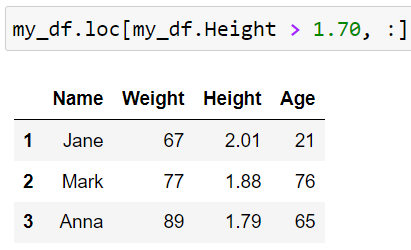 my_df.loc[my_df.Height > 1.70, :]
Name Weight Height Age
1 Jane 67 2.01 21
2 Mark 77 1.88 76
3 Anna 89 1.79 65